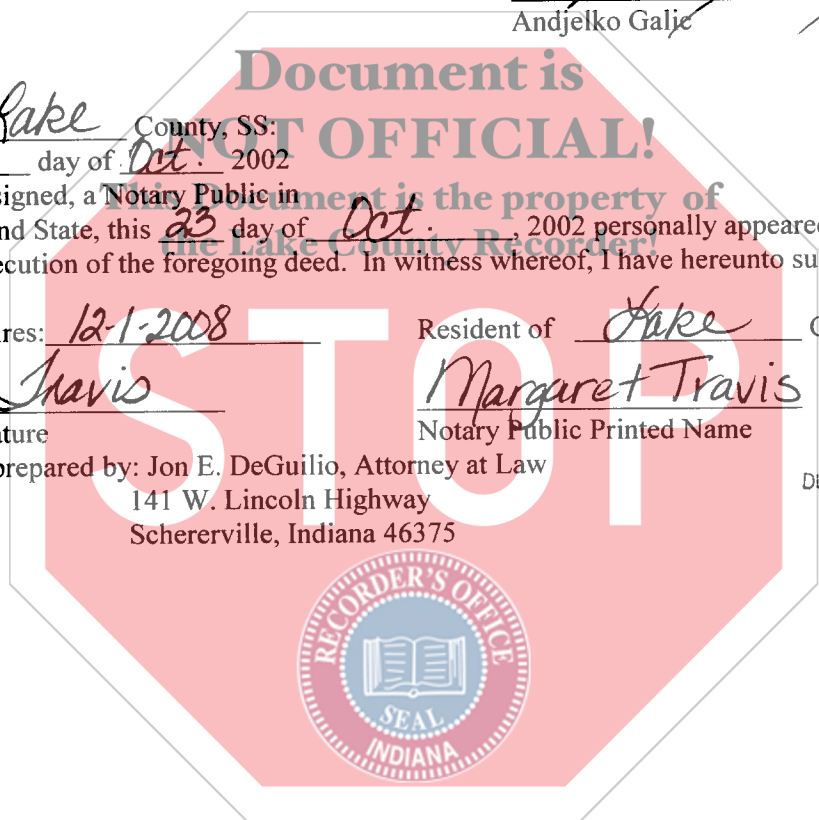 Andjelko Galic
Document is
NOT OFFICIAL!
Lake County, SS:
day of Oct. 2002
signed, a Notary Public in
This Document is the property of
nd State, this 23 day of Oct. , 2002 personally appeared
the Lake County Recorder!
ecution of the foregoing deed. In witness whereof, I have hereunto su
res: 12-1-2008 Resident of Lake C
Travis Margaret Travis
ture Notary Public Printed Name
prepared by: Jon E. DeGuilio, Attorney at Law
141 W. Lincoln Highway
Schererville, Indiana 46375
STOP
RECORDER'S OFFICE
SEAL
INDIANA